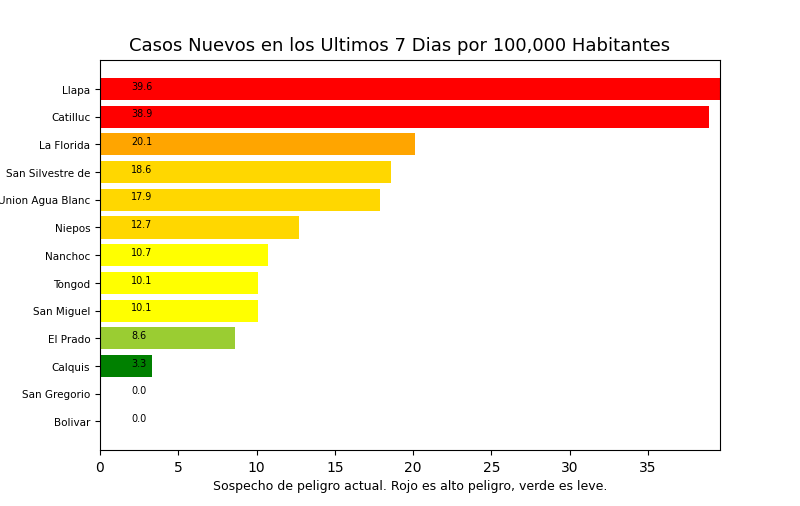 Casos Nuevos en los Ultimos 7 Dias por 100,000 Habitantes
Llapa 39.6
Catilluc 38.9
La Florida 20.1
San Silvestre de 18.6
Union Agua Blanc 17.9
Niepos 12.7
Nanchoc 10.7
Tongod 10.1
San Miguel 10.1
El Prado 8.6
Calquis 3.3
San Gregorio 0.0
Bolivar 0.0
0 5 10 15 20 25 30 35
Sospecho de peligro actual. Rojo es alto peligro, verde es leve.